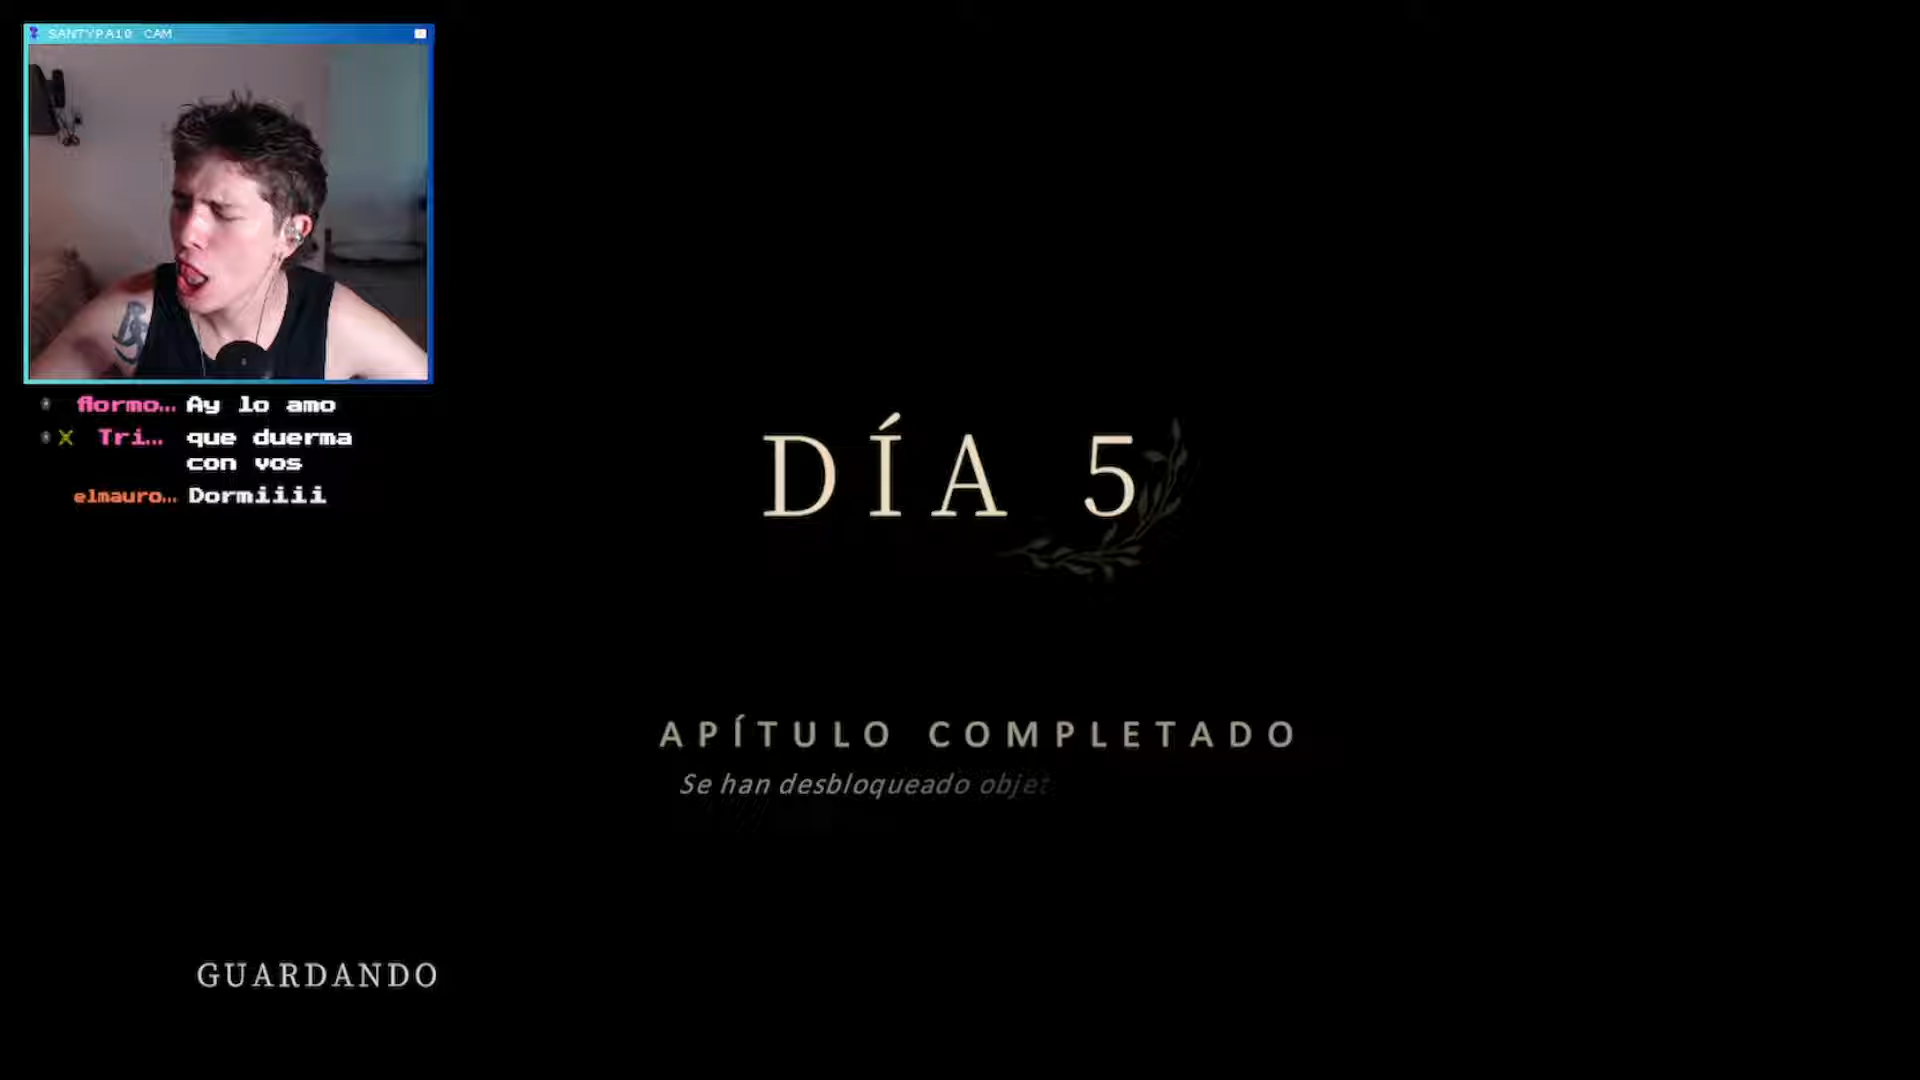 SANTYPA10 CAM
flormo... Ay lo amo
Tri... que duerma
con vos
elmauro... Dormiiii
DÍA 5
APÍTULO COMPLETADO
Se han desbloqueado objet
GUARDANDO